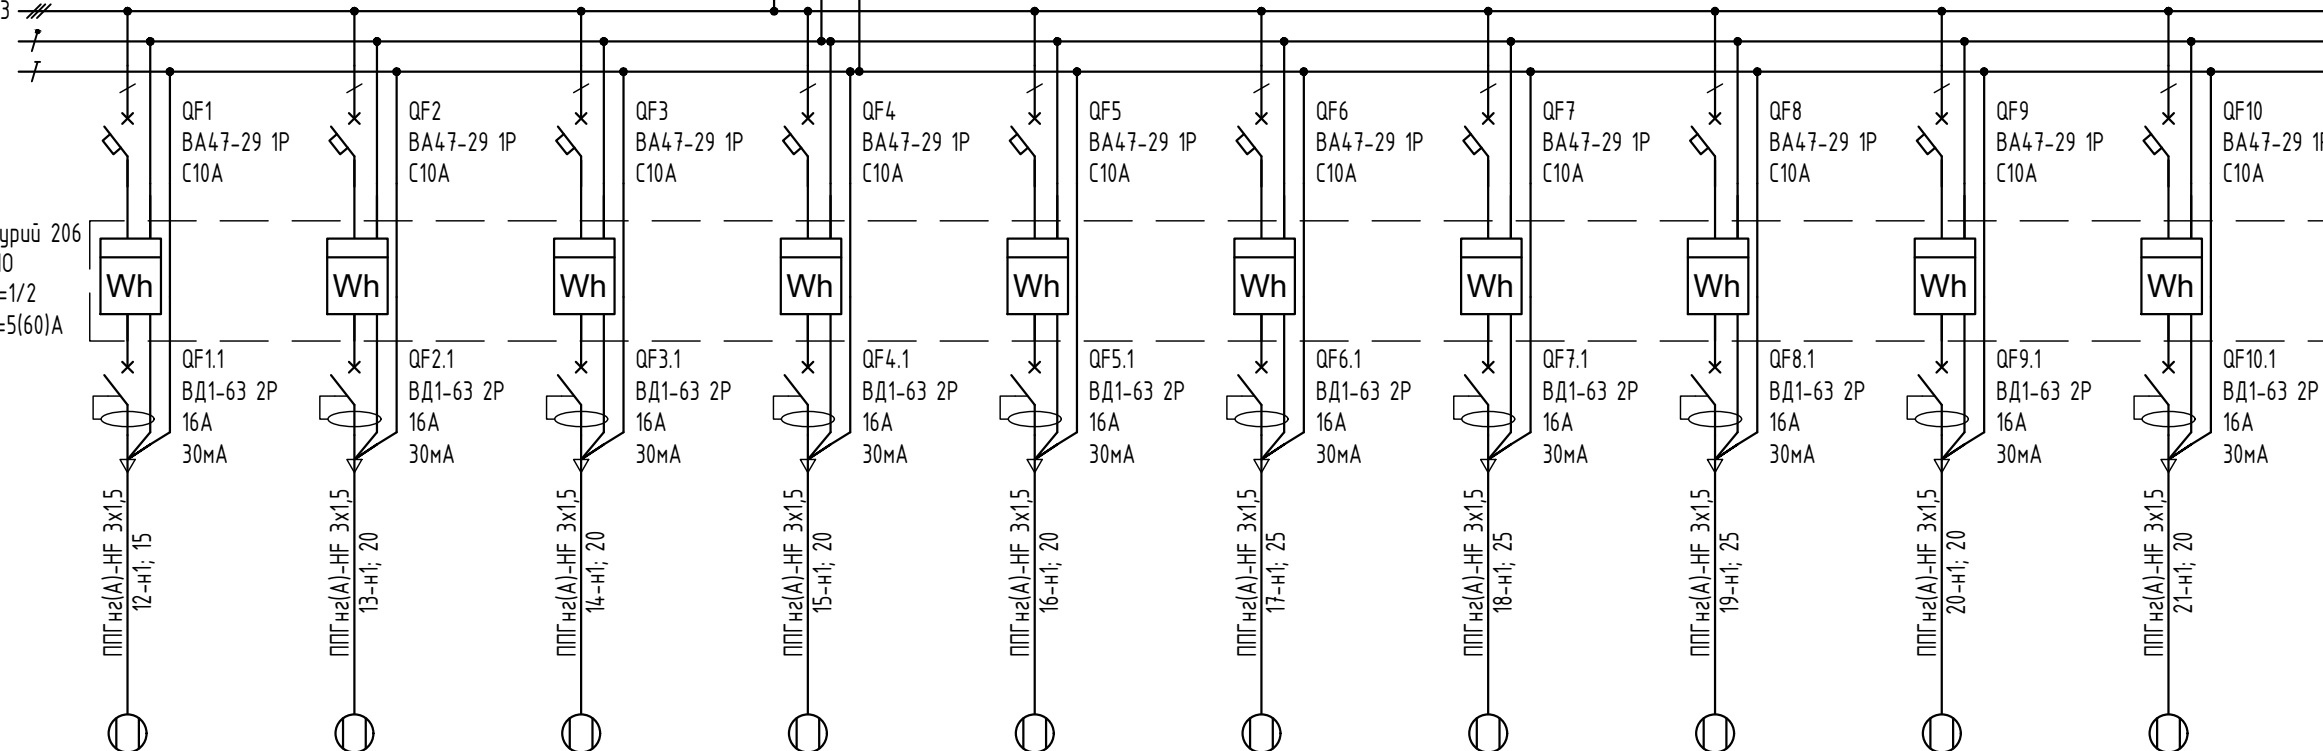 3
QF1
ВА47-29 1Р
С10А
QF2
ВА47-29 1Р
С10А
QF3
ВА47-29 1Р
С10А
QF4
ВА47-29 1Р
С10А
QF5
ВА47-29 1Р
С10А
QF6
ВА47-29 1Р
С10А
QF7
ВА47-29 1Р
С10А
QF8
ВА47-29 1Р
С10А
QF9
ВА47-29 1Р
С10А
QF10
ВА47-29 1Р
С10А
урий 206
=1/2
=5(60)А
Wh
Wh
Wh
Wh
Wh
Wh
Wh
Wh
Wh
Wh
QF1.1
ВД1-63 2Р
16А
30мА
QF2.1
ВД1-63 2Р
16А
30мА
QF3.1
ВД1-63 2Р
16А
30мА
QF4.1
ВД1-63 2Р
16А
30мА
QF5.1
ВД1-63 2Р
16А
30мА
QF6.1
ВД1-63 2Р
16А
30мА
QF7.1
ВД1-63 2Р
16А
30мА
QF8.1
ВД1-63 2Р
16А
30мА
QF9.1
ВД1-63 2Р
16А
30мА
QF10.1
ВД1-63 2Р
16А
30мА
ППГнг(А)-HF 3х1,5
12-н1; 15
ППГнг(А)-HF 3х1,5
13-н1; 20
ППГнг(А)-HF 3х1,5
14-н1; 20
ППГнг(А)-HF 3х1,5
15-н1; 20
ППГнг(А)-HF 3х1,5
16-н1; 20
ППГнг(А)-HF 3х1,5
17-н1; 25
ППГнг(А)-HF 3х1,5
18-н1; 25
ППГнг(А)-HF 3х1,5
19-н1; 25
ППГнг(А)-HF 3х1,5
20-н1; 20
ППГнг(А)-HF 3х1,5
21-н1; 20